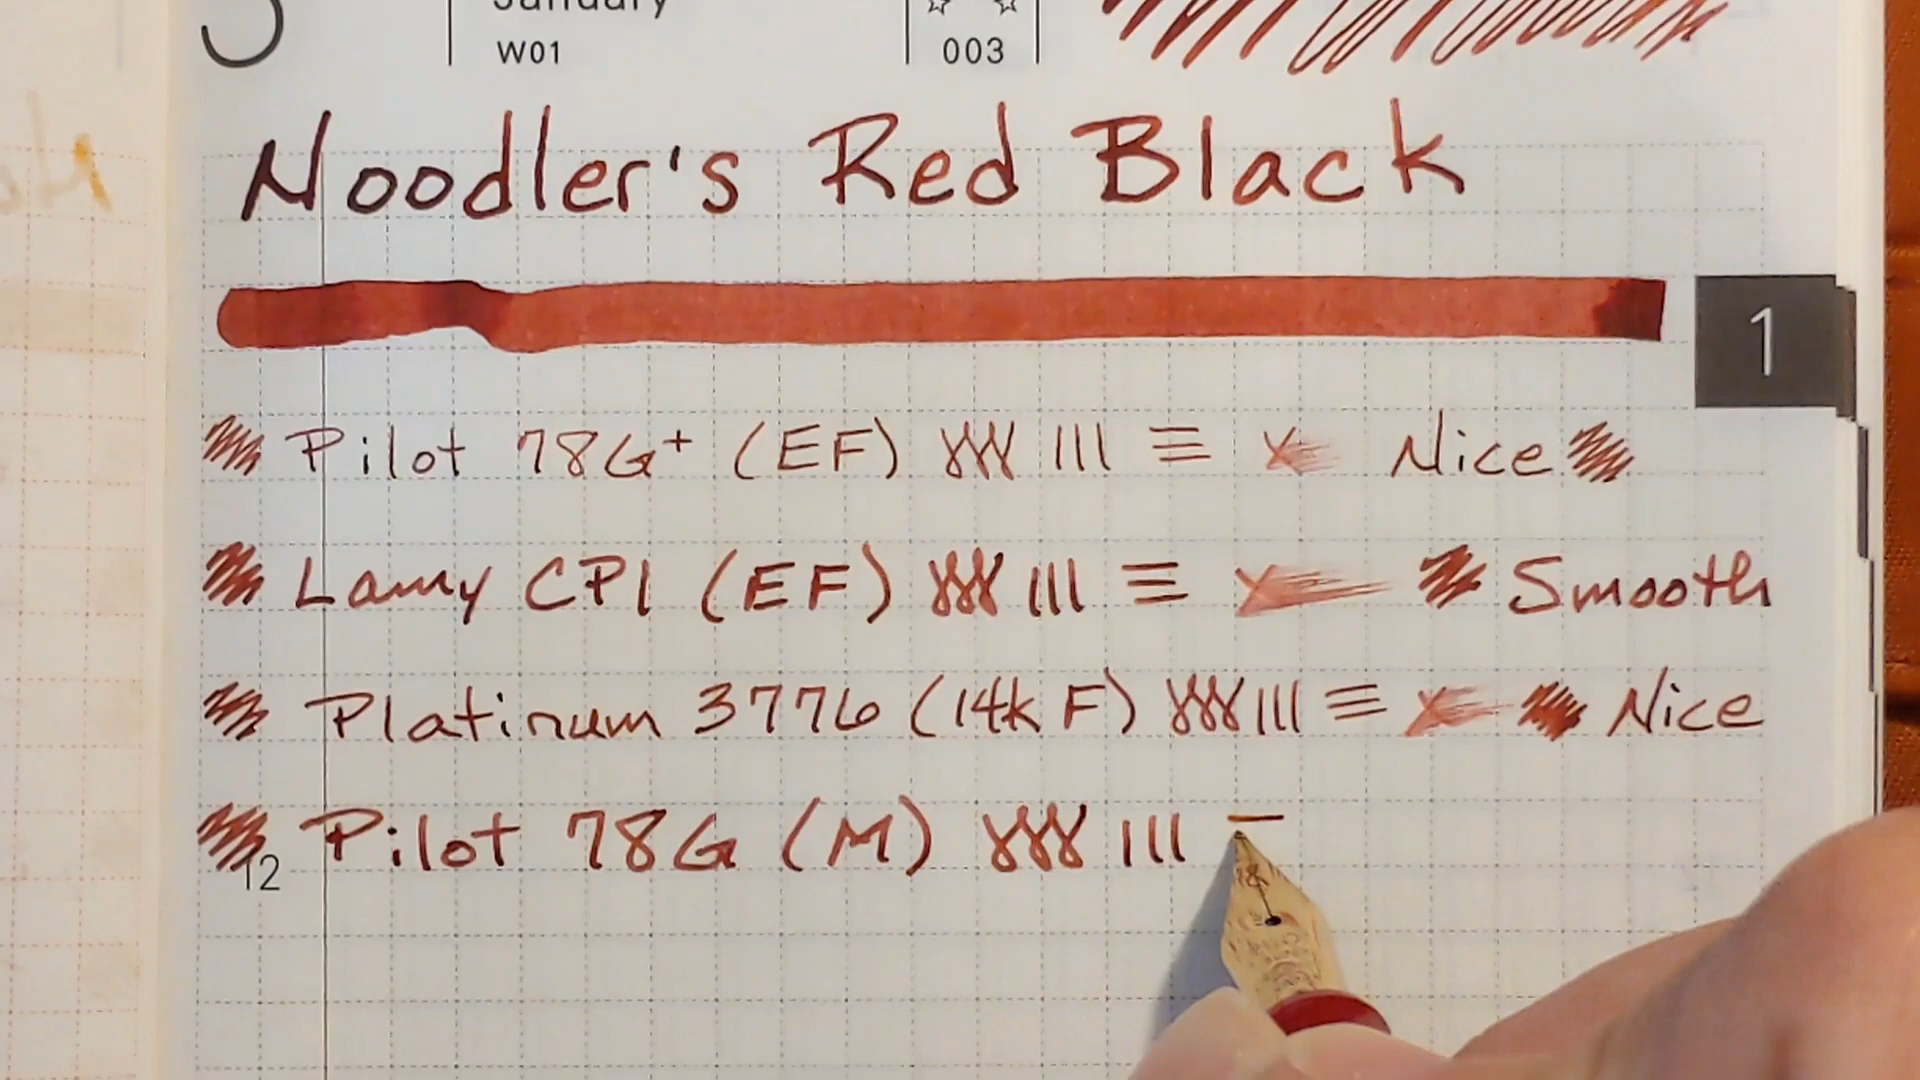 January
W01
003
Noodler's Red Black
1
Pilot 78G+ (EF) Nice
Lamy CP1 (EF) Smooth
Platinum 3776 (14k F) Nice
Pilot 78G (M)
12